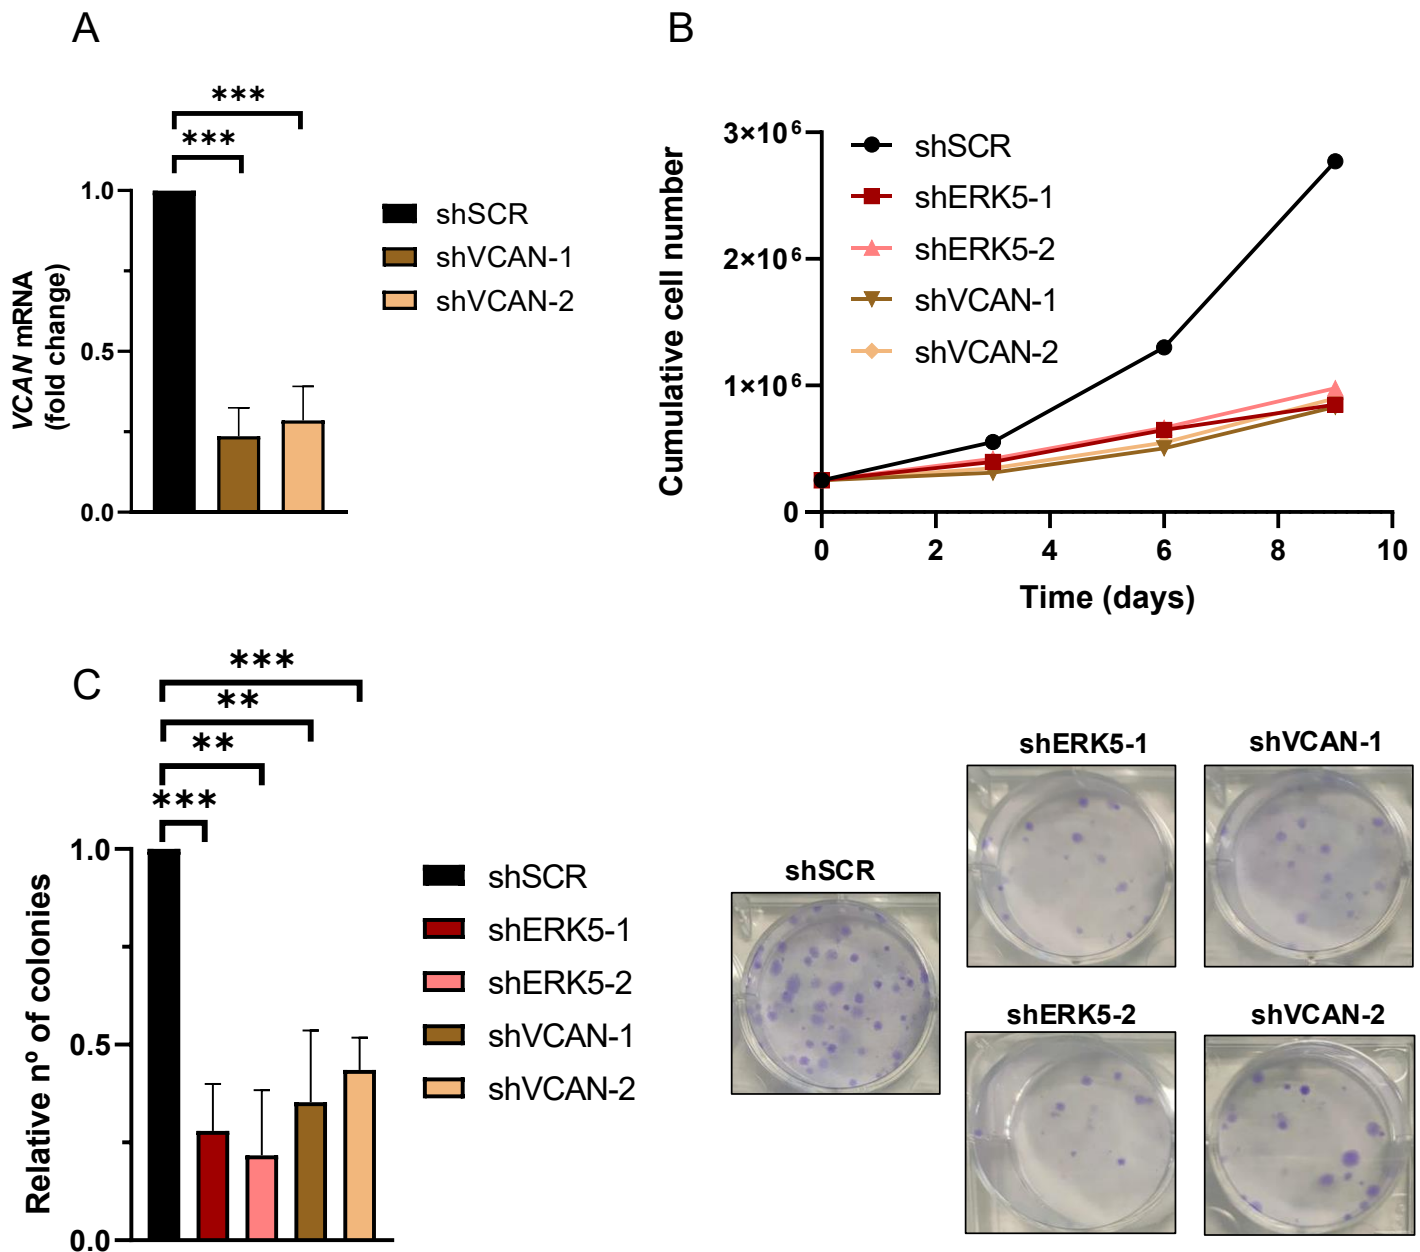 A
***
***
1.0
0.5
0.0
VCAN mRNA
(fold change)
shSCR
shVCAN-1
shVCAN-2
B
3×10⁶
2×10⁶
1×10⁶
0
Cumulative cell number
shSCR
shERK5-1
shERK5-2
shVCAN-1
shVCAN-2
0 2 4 6 8 10
Time (days)
C
***
**
**
***
1.0
0.5
0.0
Relative nº of colonies
shSCR
shERK5-1
shERK5-2
shVCAN-1
shVCAN-2
shSCR
shERK5-1
shVCAN-1
shERK5-2
shVCAN-2